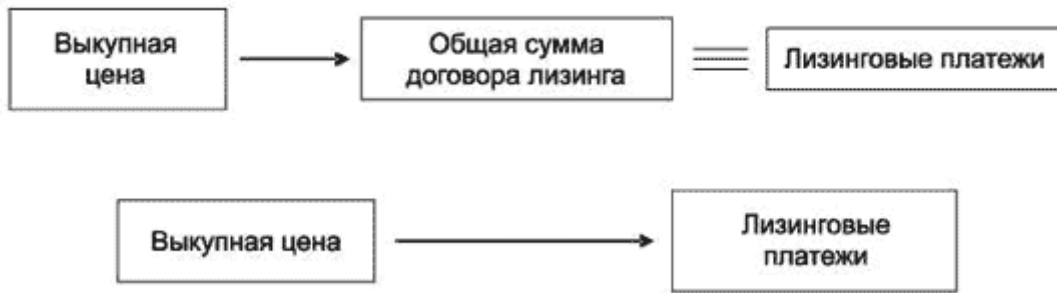 Выкупная
цена
Общая сумма
договора лизинга
Лизинговые платежи
Выкупная цена
Лизинговые
платежи